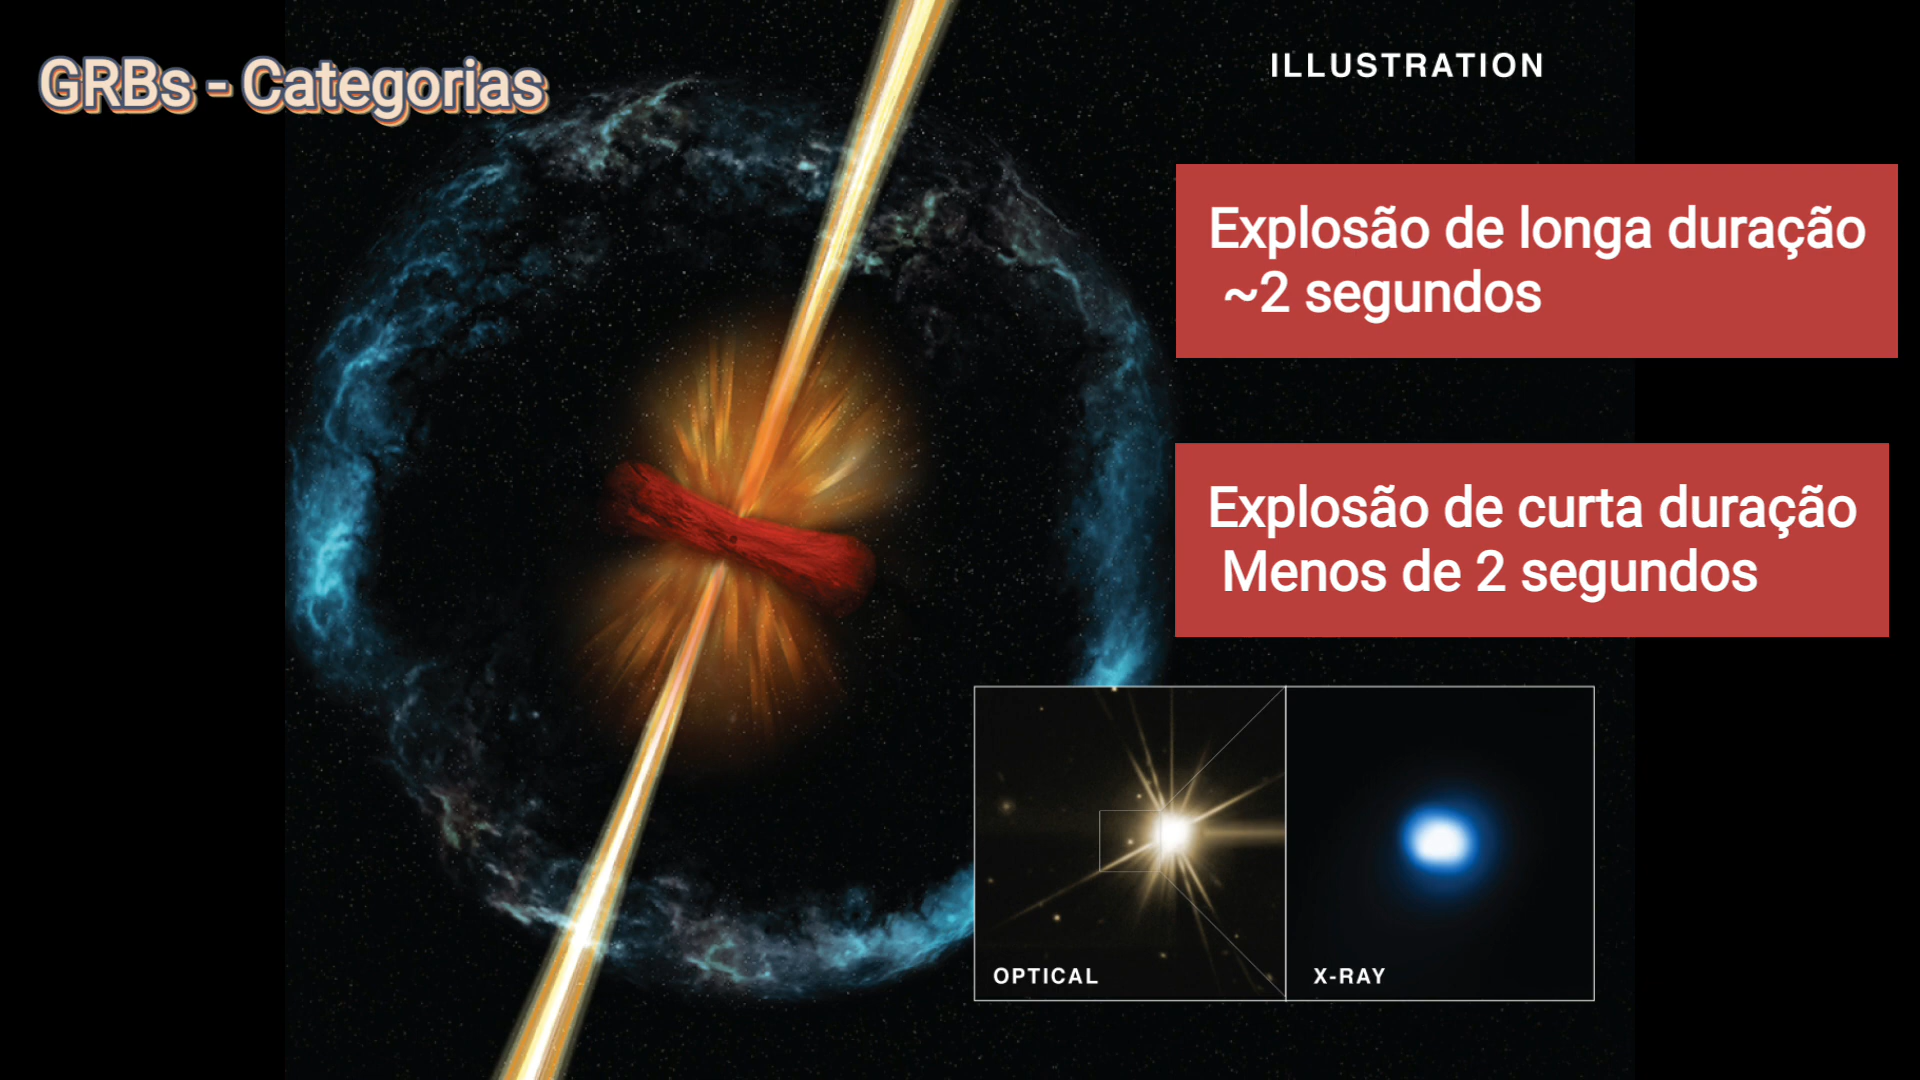 GRBs - Categorias
ILLUSTRATION
Explosão de longa duração
~2 segundos
Explosão de curta duração
Menos de 2 segundos
OPTICAL
X-RAY